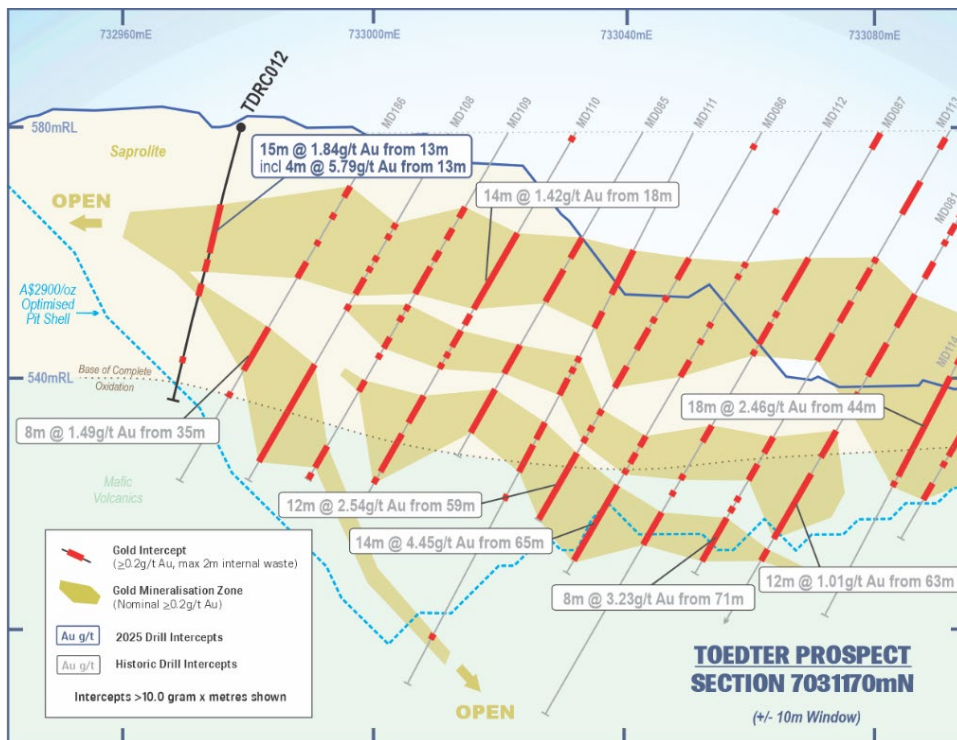 732960mE
733000mE
733040mE
733080mE
TDRC012
MD186
MD108
MD109
MD110
MD085
MD111
MD086
MD112
MD087
MD113
580mRL
Saprolite
15m @ 1.84g/t Au from 13m
incl 4m @ 5.79g/t Au from 13m
14m @ 1.42g/t Au from 18m
MD081
OPEN
A$2900/oz
Optimised
Pit Shell
MD114
540mRL
Base of Complete
Oxidation
8m @ 1.49g/t Au from 35m
18m @ 2.46g/t Au from 44m
Mafic
Volcanics
12m @ 2.54g/t Au from 59m
14m @ 4.45g/t Au from 65m
12m @ 1.01g/t Au from 63m
8m @ 3.23g/t Au from 71m
Gold Intercept
(≥0.2g/t Au, max 2m internal waste)
Gold Mineralisation Zone
(Nominal ≥0.2g/t Au)
Au g/t
2025 Drill Intercepts
Au g/t
Historic Drill Intercepts
Intercepts >10.0 gram x metres shown
OPEN
TOEDTER PROSPECT
SECTION 7031170mN
(+/- 10m Window)